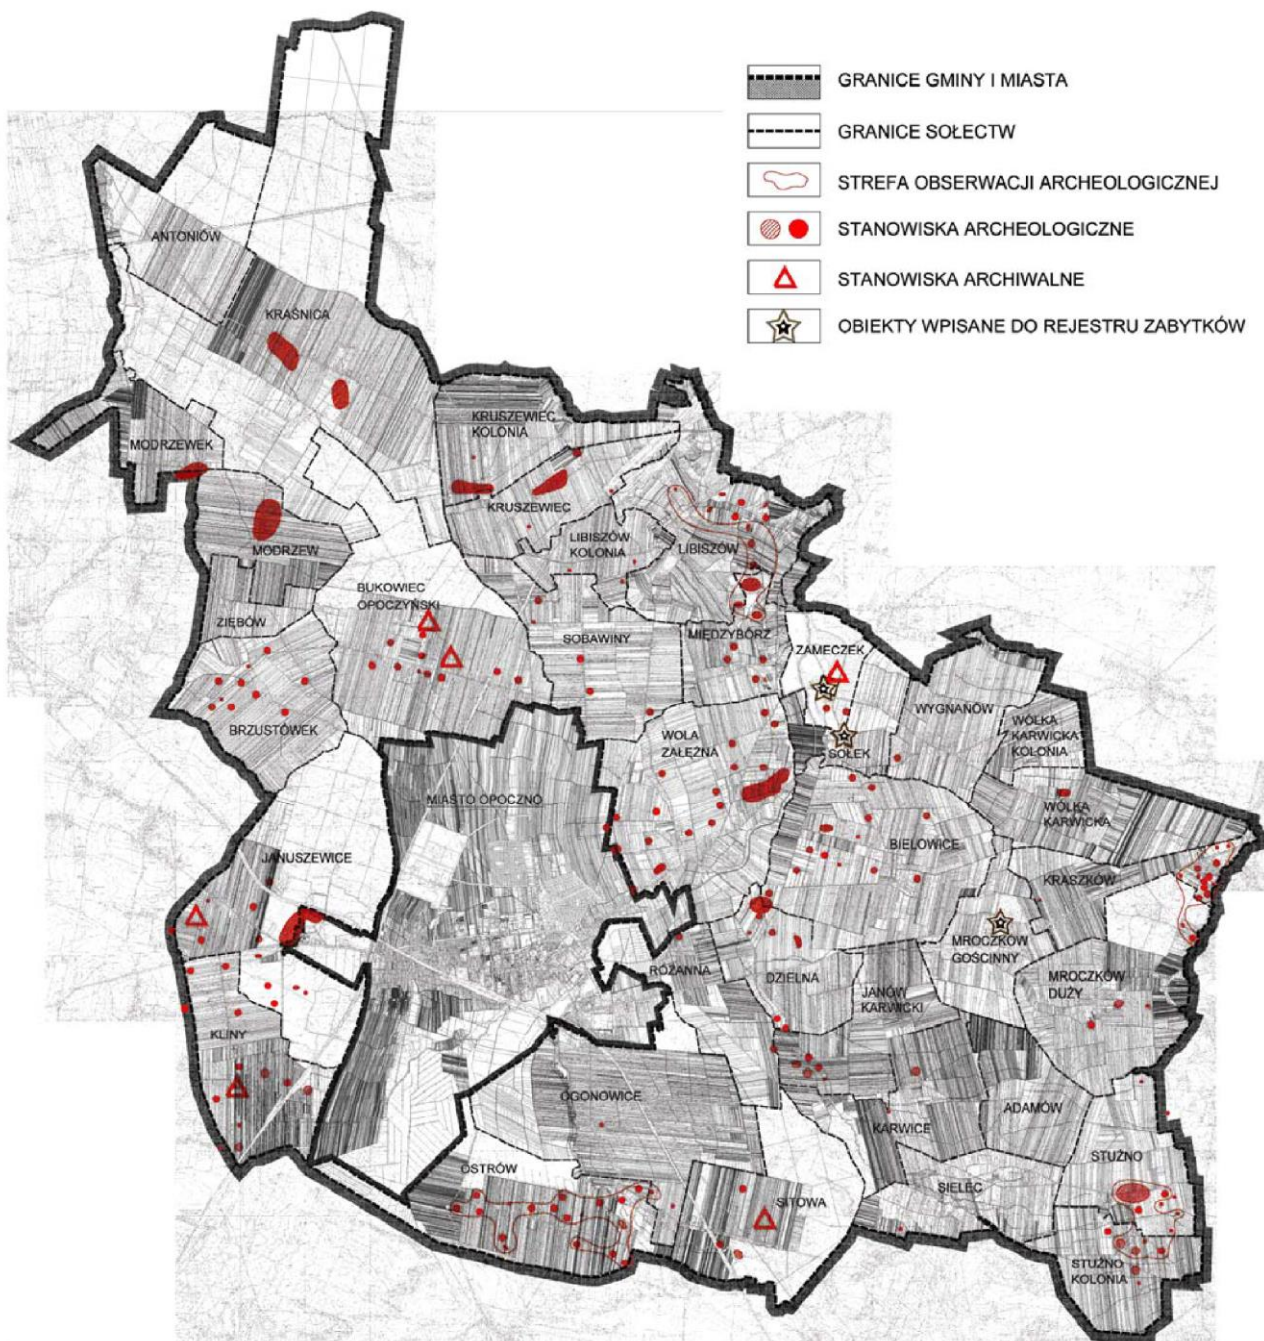 GRANICE GMINY I MIASTA
GRANICE SOŁECTW
STREFA OBSERWACJI ARCHEOLOGICZNEJ
STANOWISKA ARCHEOLOGICZNE
STANOWISKA ARCHIWALNE
OBIEKTY WPISANE DO REJESTRU ZABYTKÓW
ANTONIÓW
KRAŚNICA
KRUSZEWIEC
KOLONIA
MODRZEWEK
KRUSZEWIEC
LIBISZÓW
KOLONIA
LIBISZÓW
MODRZEW
BUKOWIEC
OPOCZYŃSKI
ZIĘBÓW
SOBAWINY
MIĘDZYBÓRZ
ZAMECZEK
BRZUSTÓWEK
WOLA
ZAŁĘŻNA
SOŁEK
WYGNANÓW
WÓLKA
KARWICKA
KOLONIA
MIASTO OPOCZNO
WÓLKA
KARWICKA
JANUSZEWICE
BIELOWICE
KRASZKÓW
MROCZKÓW
GOŚCINNY
RÓŻANNA
DZIELNA
JANÓW
KARWICKI
MROCZKÓW
DUŻY
KLINY
OGONOWICE
ADAMÓW
KARWICE
OSTRÓW
STUŹNO
SIELEC
SITOWA
STUŹNO
KOLONIA